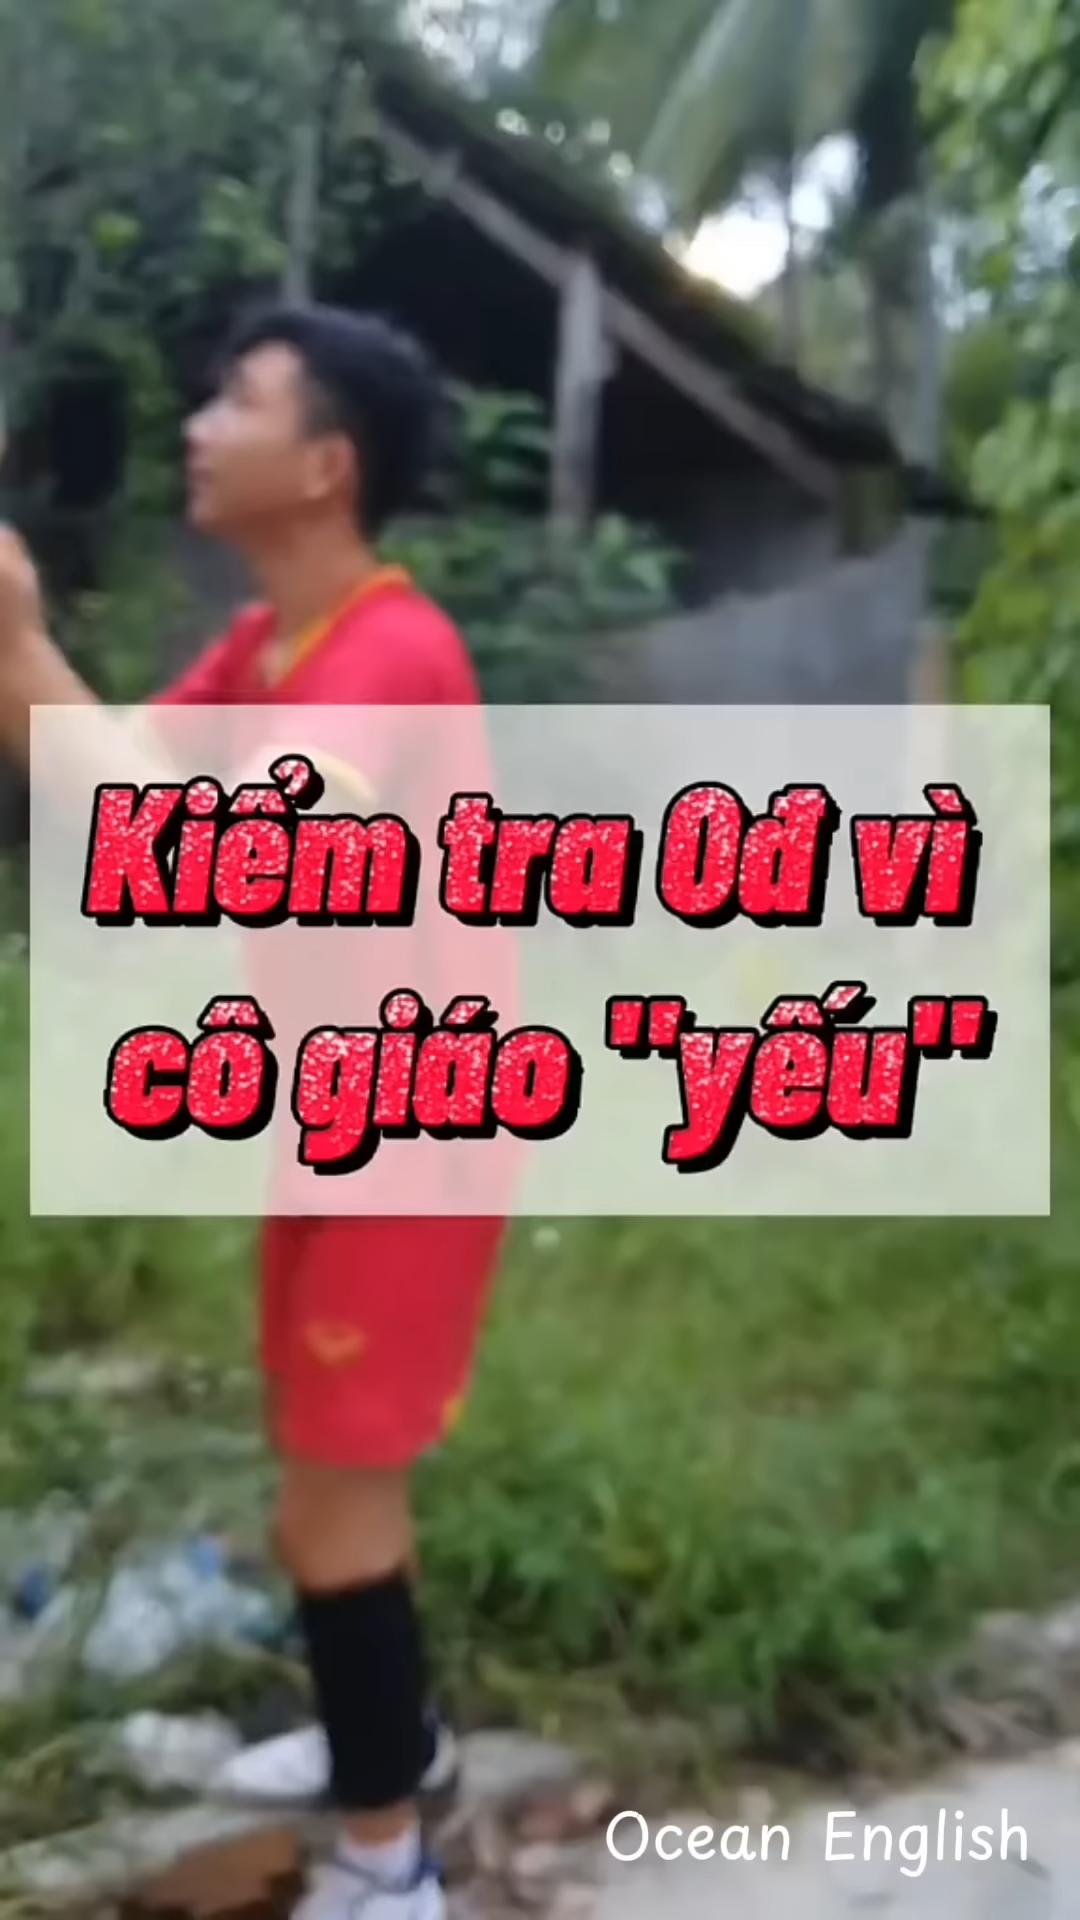 Kiểm tra 0đ vì
cô giáo "yếu"
Ocean English